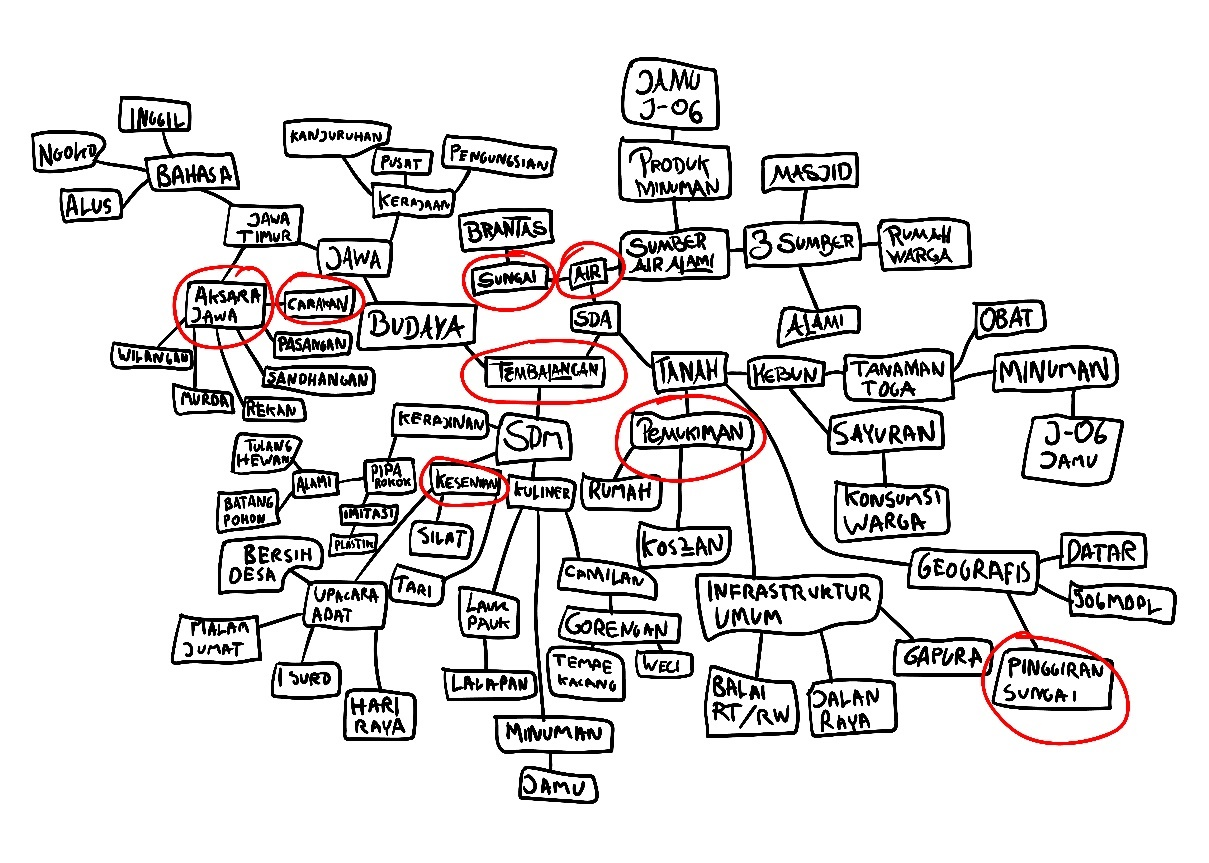 JAMU
J-06
INGGIL
NGOKO
KANJURUHAN
PUSAT
PENGUNGSIAN
PRODUK
MINUMAN
MASJID
BAHASA
ALUS
KERAJAAN
JAWA
TIMUR
BRANTAS
SUMBER
AIR ALAMI
3 SUMBER
RUMAH
WARGA
JAWA
SUNGAI
AIR
AKSARA
JAWA
CARAKAN
BUDAYA
SDA
ALAMI
OBAT
PASANGAN
WILANGAN
SANDHANGAN
TEMBALANGAN
TANAH
KEBUN
TANAMAN
TOGA
MINUMAN
MURDA
REKAN
KERAJINAN
SDM
PEMUKIMAN
SAYURAN
J-06
JAMU
TULANG
HEWAN
ALAMI
PIPA
ROKOK
KESENIAN
KULINER
RUMAH
KONSUMSI
WARGA
BATANG
POHON
IMITASI
PLASTIK
SILAT
KOSZAN
BERSIH
DESA
UPACARA
ADAT
TARI
CAMILAN
INFRASTRUKTUR
UMUM
GEOGRAFIS
DATAR
506MDPL
LAUK
PAUK
GORENGAN
MALAM
JUMAT
1 SURO
TEMPE
KACANG
WECI
GAPURA
PINGGIRAN
SUNGAI
LALAPAN
HARI
RAYA
BALAI
RT/RW
JALAN
RAYA
MINUMAN
JAMU